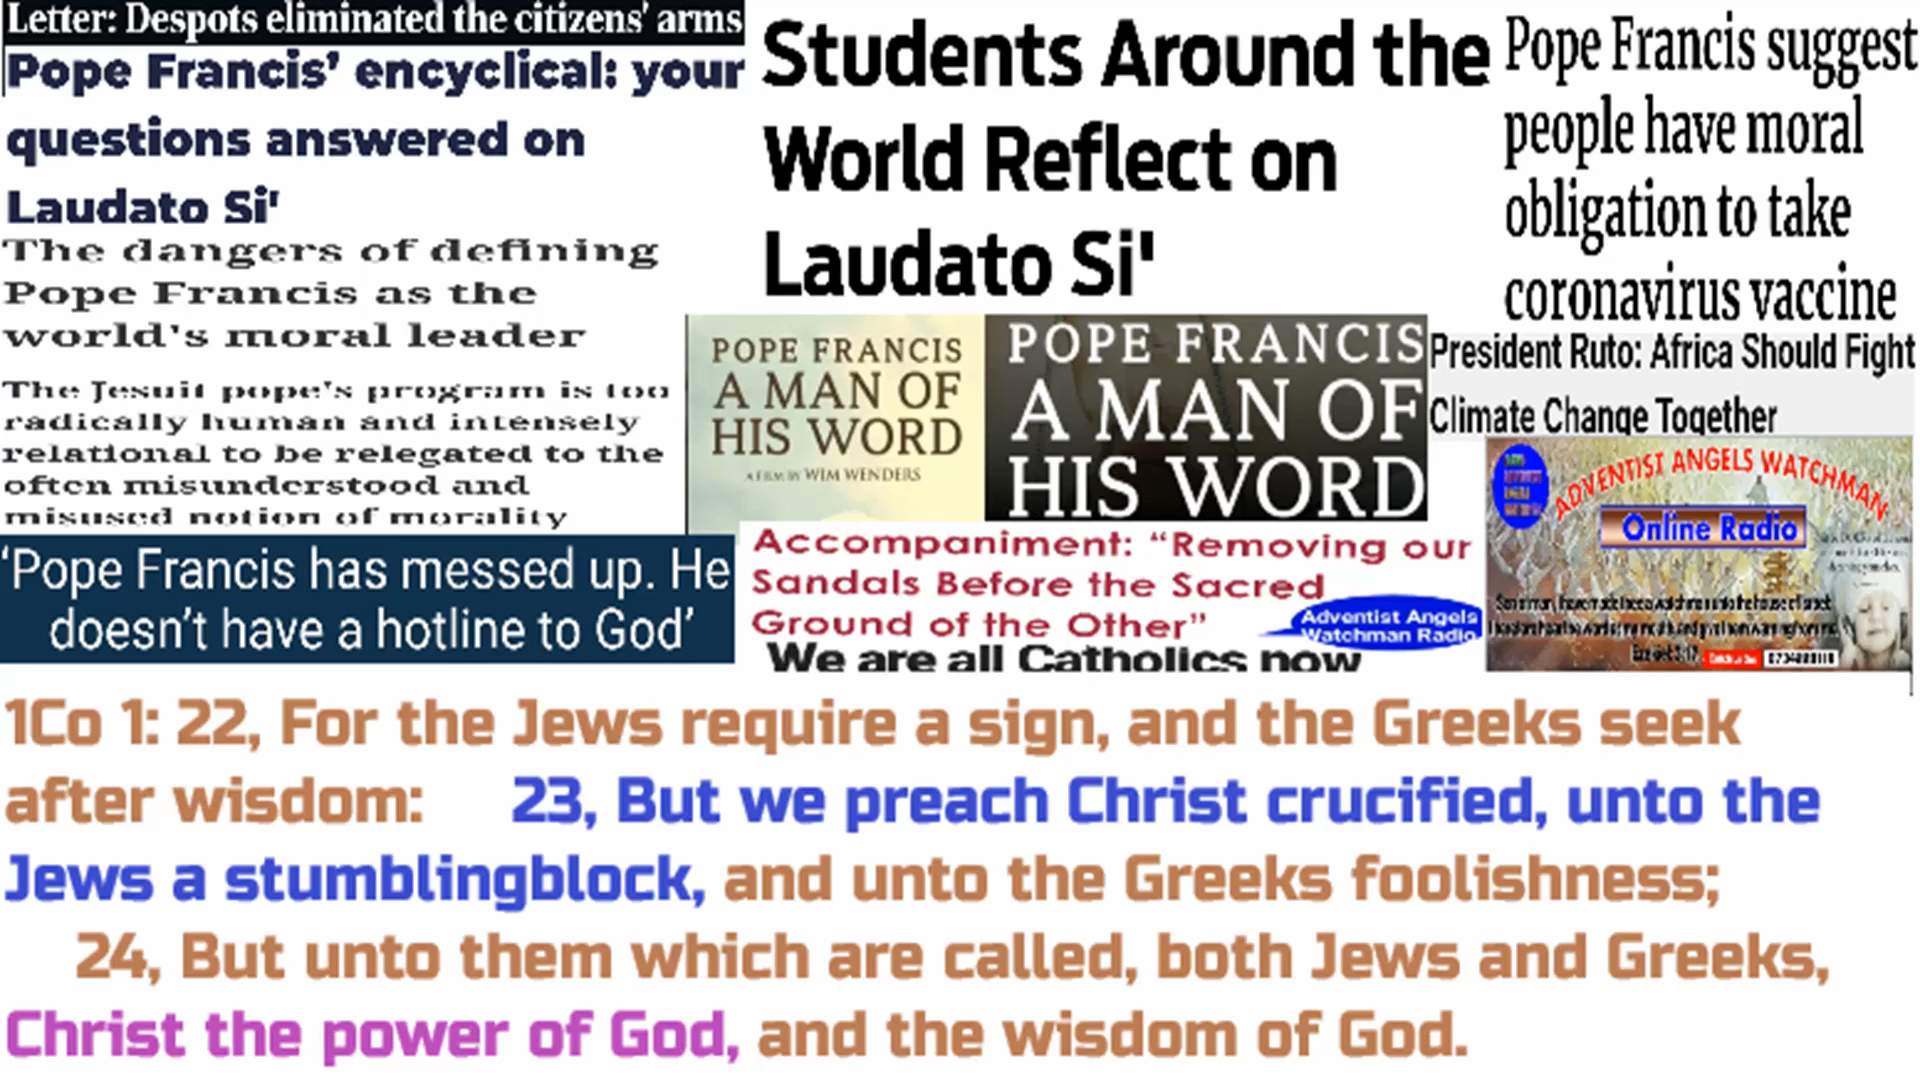 Letter: Despots eliminated the citizens' arms
Pope Francis' encyclical: your
questions answered on
Laudato Si'
The dangers of defining
Pope Francis as the
world's moral leader
The Jesuit pope's program is too
radically human and intensely
relational to be relegated to the
often misunderstood and
misused notion of morality
'Pope Francis has messed up. He
doesn't have a hotline to God'
Students Around the
World Reflect on
Laudato Si'
POPE FRANCIS
A MAN OF
HIS WORD
A FILM BY WIM WENDERS
POPE FRANCIS
A MAN OF
HIS WORD
Accompaniment: “Removing our
Sandals Before the Sacred
Ground of the Other”
Adventist Angels
Watchman Radio
We are all Catholics now
Pope Francis suggest
people have moral
obligation to take
coronavirus vaccine
President Ruto: Africa Should Fight
Climate Change Together
ADVENTIST ANGELS WATCHMAN
Online Radio
1Co 1: 22, For the Jews require a sign, and the Greeks seek
after wisdom: 23, But we preach Christ crucified, unto the
Jews a stumblingblock, and unto the Greeks foolishness;
24, But unto them which are called, both Jews and Greeks,
Christ the power of God, and the wisdom of God.